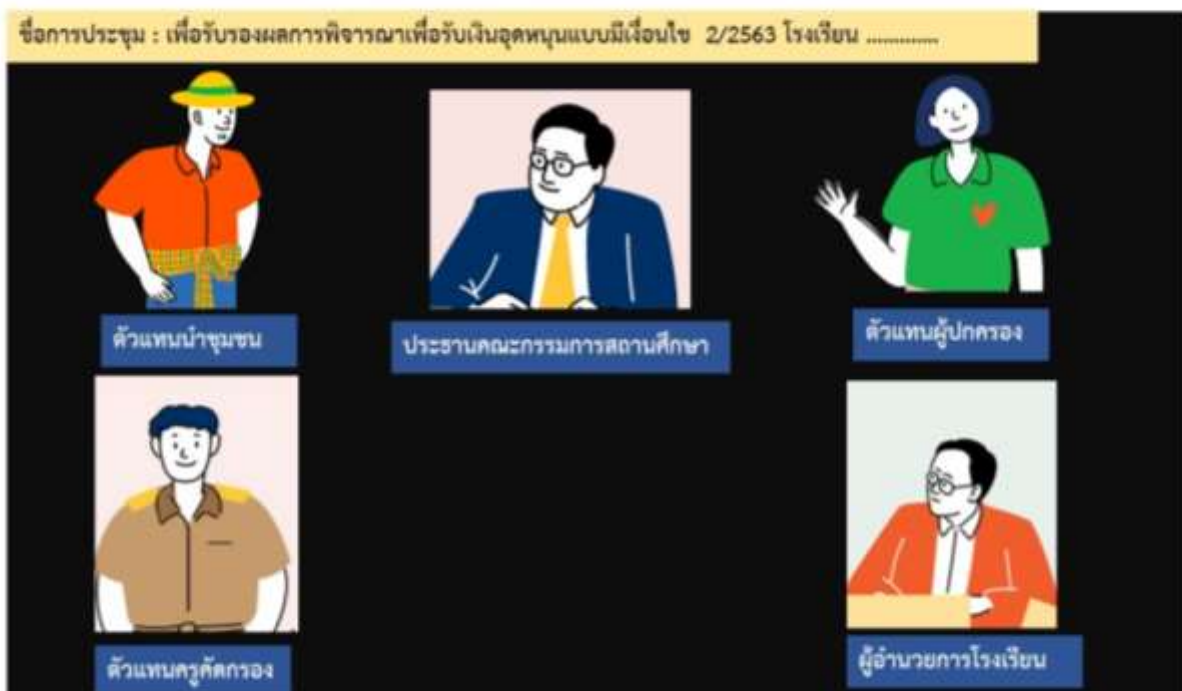 ชื่อการประชุม : เพื่อรับรองผลการพิจารณาเพื่อรับเงินอุดหนุนแบบมีเงื่อนไข 2/2563 โรงเรียน .............
ตัวแทนนำชุมชน
ประธานคณะกรรมการสถานศึกษา
ตัวแทนผู้ปกครอง
ตัวแทนครูคัดกรอง
ผู้อำนวยการโรงเรียน